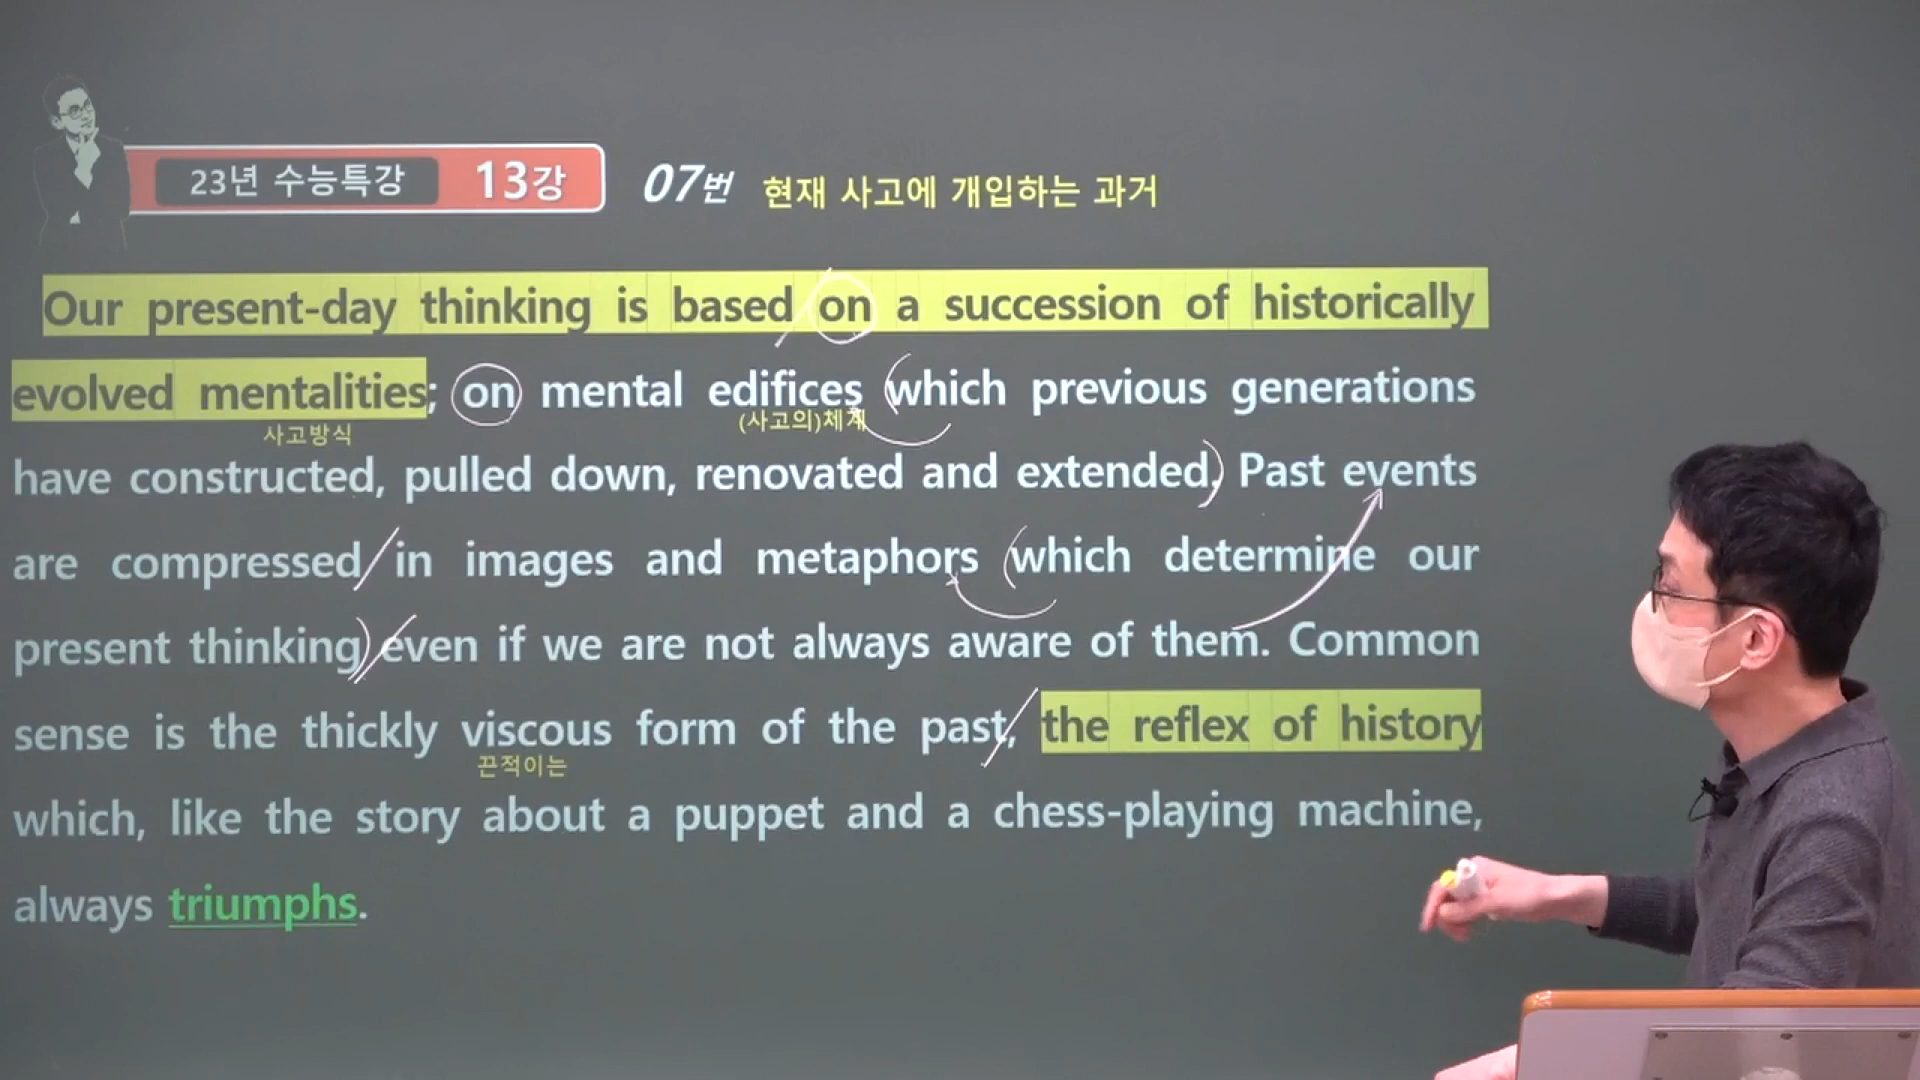 23년 수능특강 13강 07번 현재 사고에 개입하는 과거
Our present-day thinking is based on a succession of historically
evolved mentalities; on mental edifices which previous generations
사고방식 (사고의)체계
have constructed, pulled down, renovated and extended. Past events
are compressed in images and metaphors which determine our
present thinking even if we are not always aware of them. Common
sense is the thickly viscous form of the past, the reflex of history
끈적이는
which, like the story about a puppet and a chess-playing machine,
always triumphs.